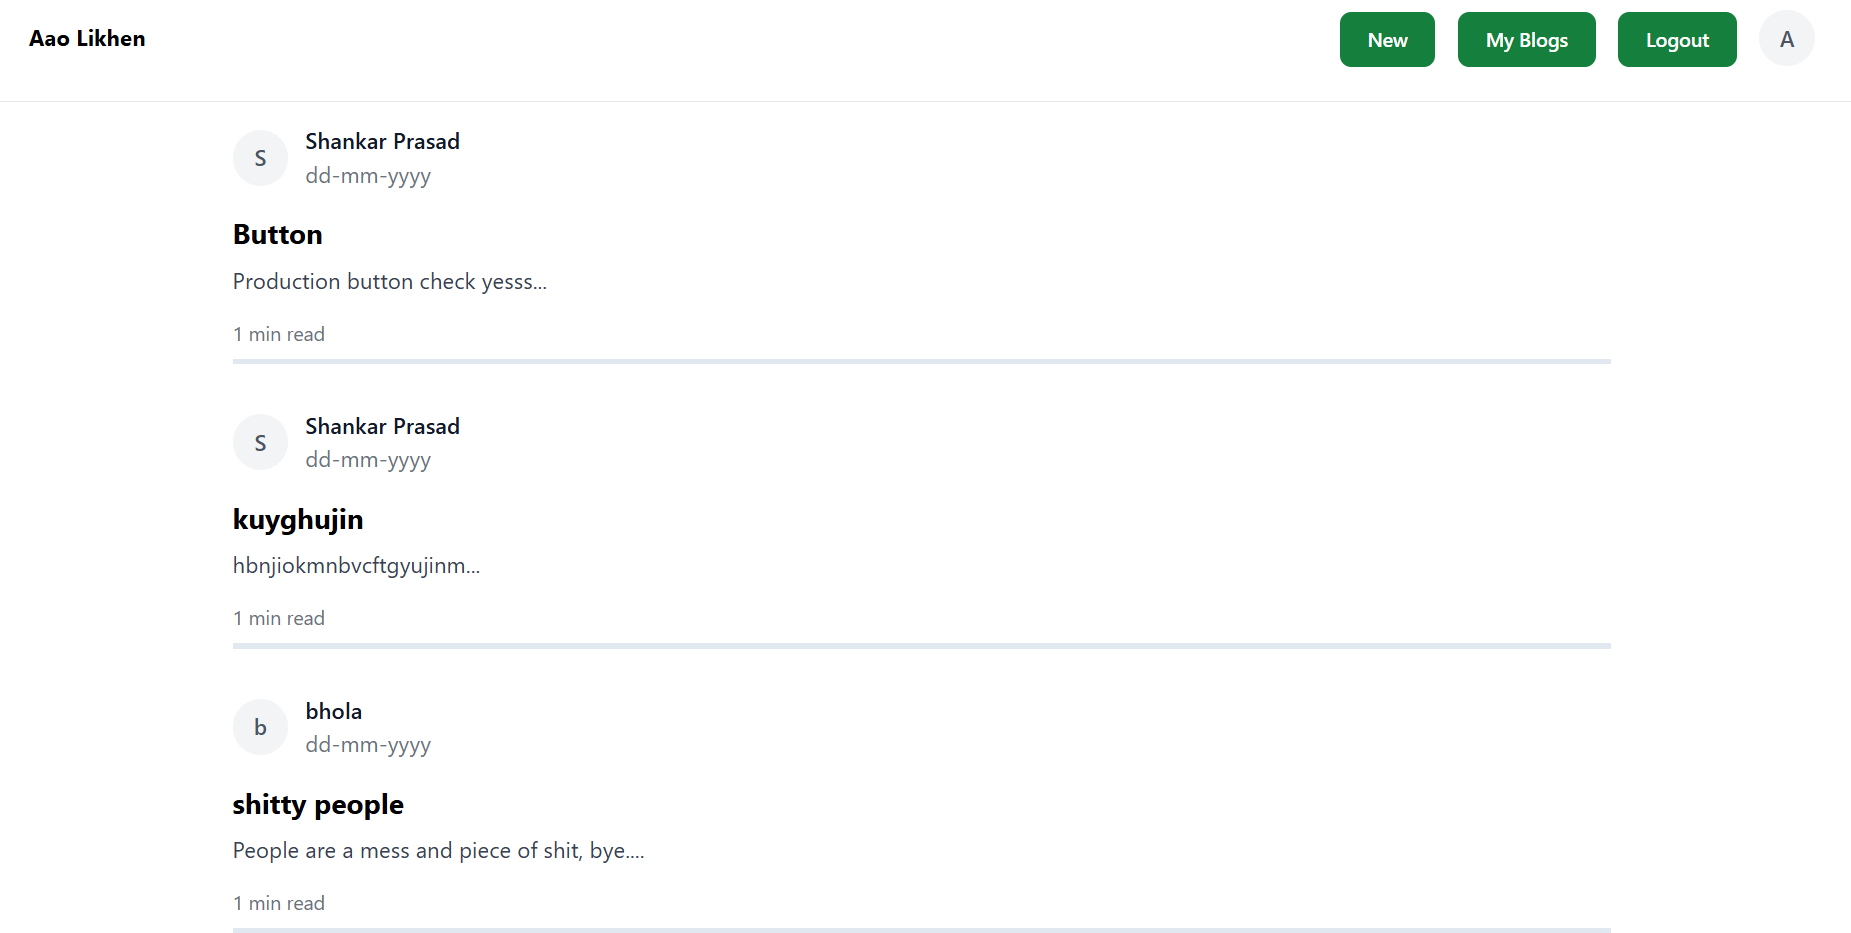 Aao Likhen
New
My Blogs
Logout
A
S
Shankar Prasad
dd-mm-yyyy
Button
Production button check yesss...
1 min read
S
Shankar Prasad
dd-mm-yyyy
kuyghujin
hbnjiokmnbvcftgyujinm...
1 min read
b
bhola
dd-mm-yyyy
shitty people
People are a mess and piece of shit, bye....
1 min read